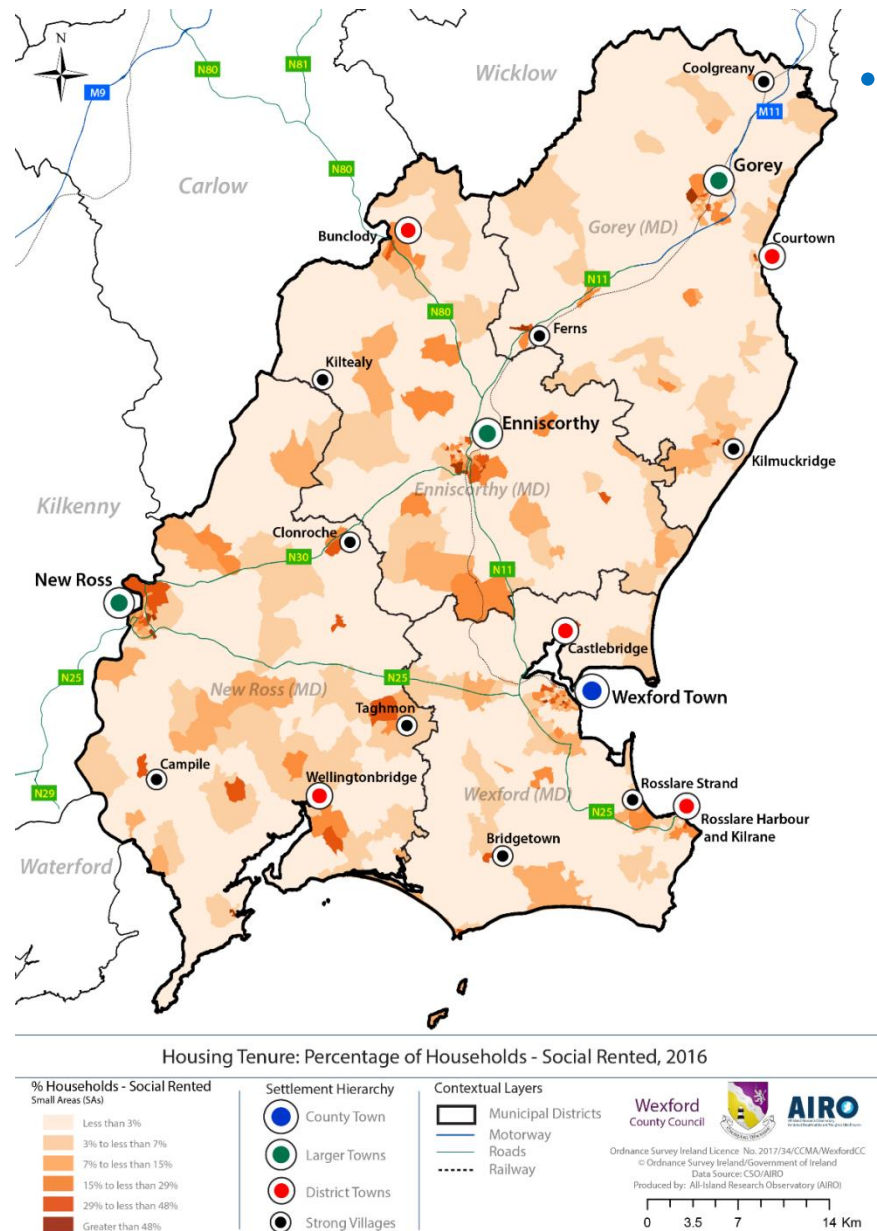 N
Wicklow
Coolgreany
N80
N81
M9
M11
N80
Carlow
Gorey
Bunclody
Gorey (MD)
Courtown
N11
N80
Ferns
Kiltealy
Enniscorthy
Kilmuckridge
Enniscorthy (MD)
Kilkenny
Clonroche
N30
N11
New Ross
Castlebridge
N25
N25
New Ross (MD)
Wexford Town
Taghmon
Campile
Wellingtonbridge
Wexford (MD)
Rosslare Strand
N29
N25
Rosslare Harbour
and Kilrane
Bridgetown
Waterford
Housing Tenure: Percentage of Households - Social Rented, 2016
% Households - Social Rented
Small Areas (SAs)
Less than 3%
3% to less than 7%
7% to less than 15%
15% to less than 29%
29% to less than 48%
Greater than 48%
Settlement Hierarchy
County Town
Larger Towns
District Towns
Strong Villages
Contextual Layers
Municipal Districts
Motorway
Roads
Railway
Wexford
County Council
AIRO
Ordnance Survey Ireland Licence No. 2017/34/CCMA/WexfordCC
© Ordnance Survey Ireland/Government of Ireland
Data Source: CSO/AIRO
Produced by: All-Island Research Observatory (AIRO)
0 3.5 7 14 Km